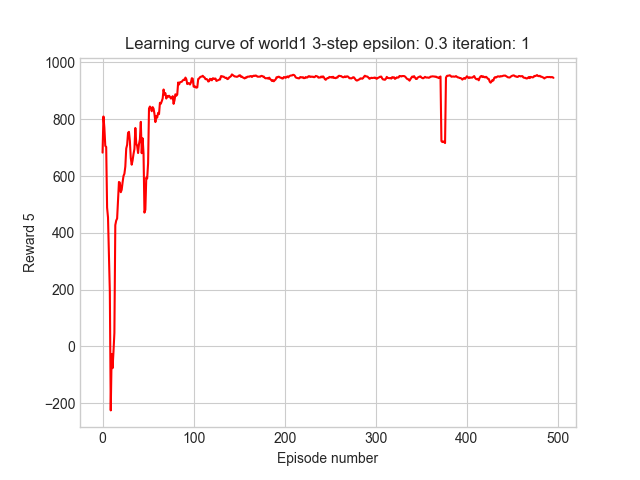 Learning curve of world1 3-step epsilon: 0.3 iteration: 1
1000
800
600
400
200
0
−200
Reward 5
0 100 200 300 400 500
Episode number